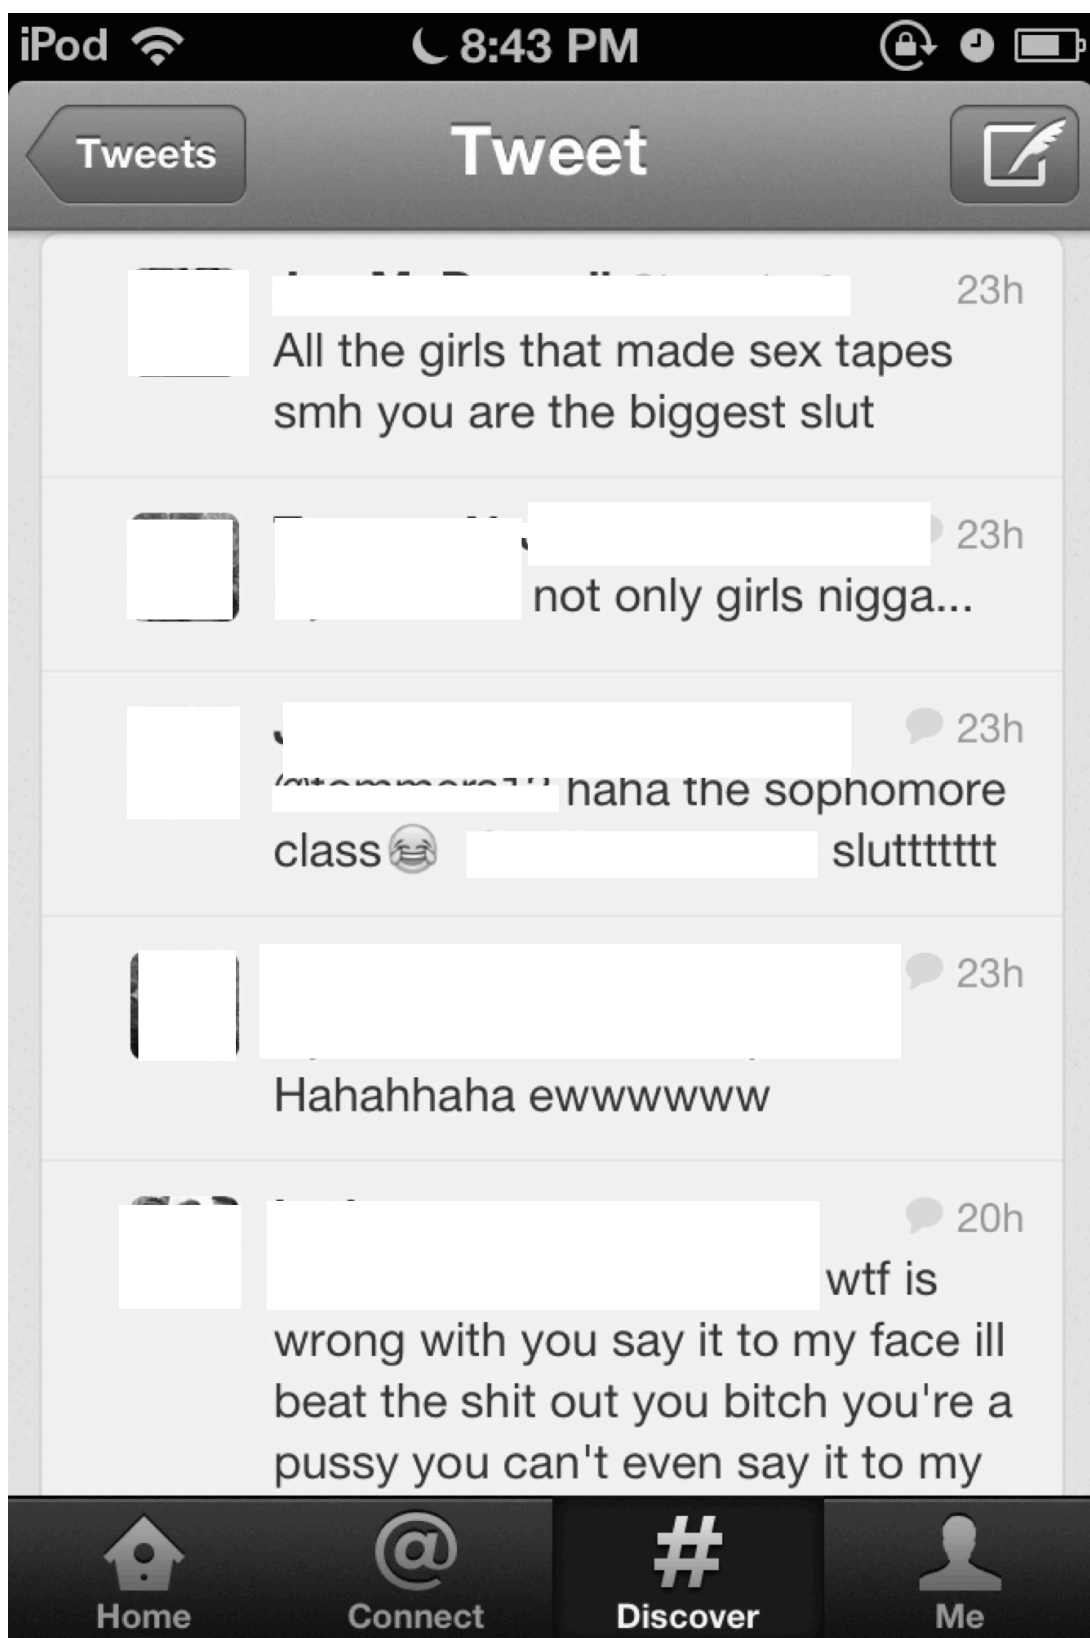 iPod 8:43 PM
Tweets Tweet
23h
All the girls that made sex tapes
smh you are the biggest slut
23h
not only girls nigga...
23h
haha the sophomore
class😂 sluttttttt
23h
Hahahhaha ewwwwww
20h
wtf is
wrong with you say it to my face ill
beat the shit out you bitch you're a
pussy you can't even say it to my
Home Connect Discover Me